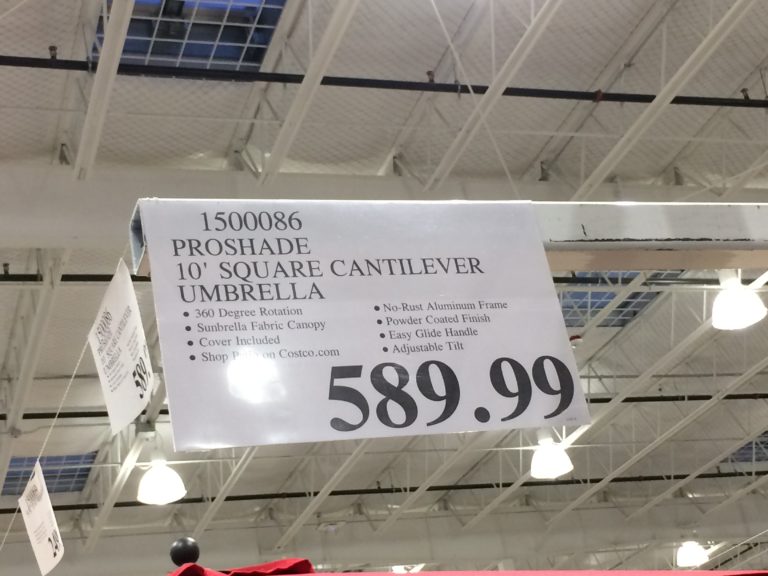 1500086
PROSHADE
10' SQUARE CANTILEVER
UMBRELLA
• 360 Degree Rotation
• Sunbrella Fabric Canopy
• Cover Included
• Shop on Costco.com
• No-Rust Aluminum Frame
• Powder Coated Finish
• Easy Glide Handle
• Adjustable Tilt
589.99